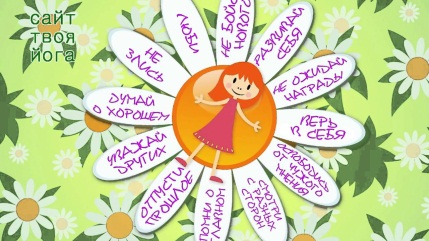 сайт
твоя
йога
ЛЮБИ
НЕ БОЙСЯ
НОВОГО
РАЗВИВАЙ
СЕБЯ
НЕ ОЖИДАЙ
НАГРАДЫ
ВЕРЬ
В СЕБЯ
ОТ ЧУЖОГО
МНЕНИЯ
СМОТРИ
С РАЗНЫХ
СТОРОН
ПОМНИ О
ГЛАВНОМ
ОТПУСТИ
ПРОШЛОЕ
УВАЖАЙ
ДРУГИХ
ДУМАЙ
О ХОРОШЕМ
НЕ
ЗЛИСЬ